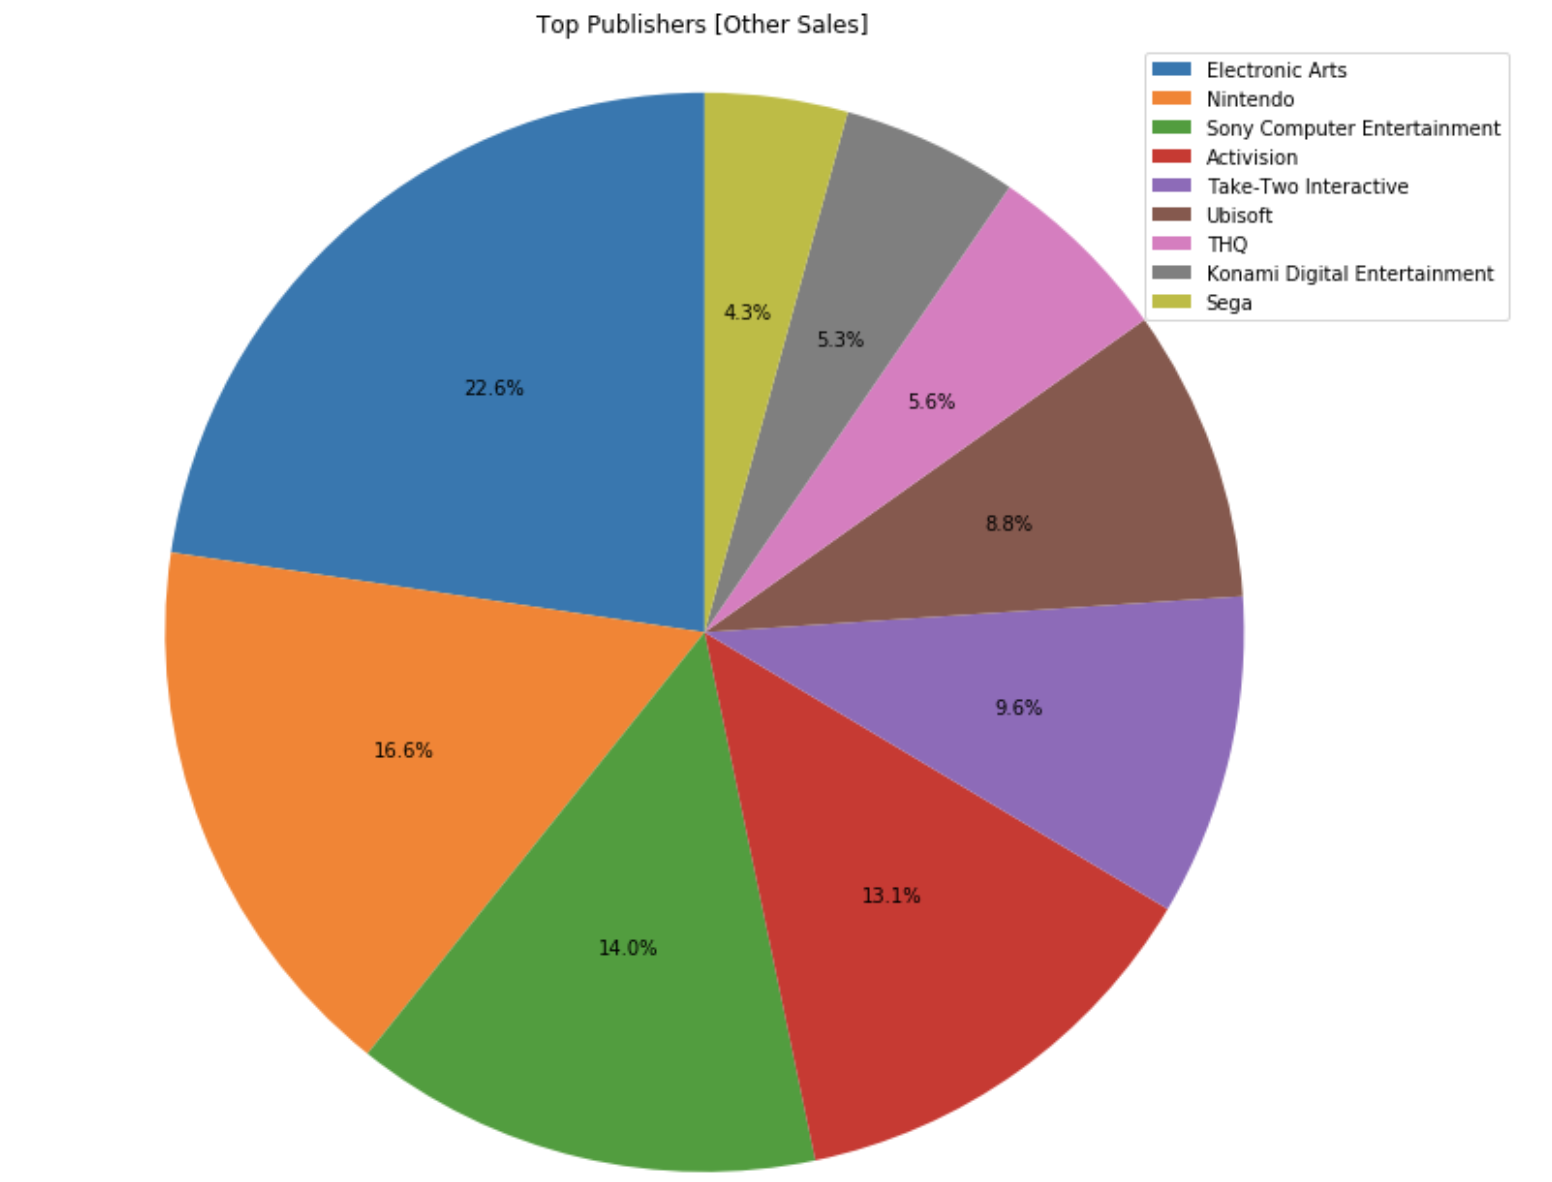 Top Publishers [Other Sales]
Electronic Arts
Nintendo
Sony Computer Entertainment
Activision
Take-Two Interactive
Ubisoft
THQ
Konami Digital Entertainment
Sega
4.3%
5.3%
22.6%
5.6%
8.8%
9.6%
16.6%
13.1%
14.0%